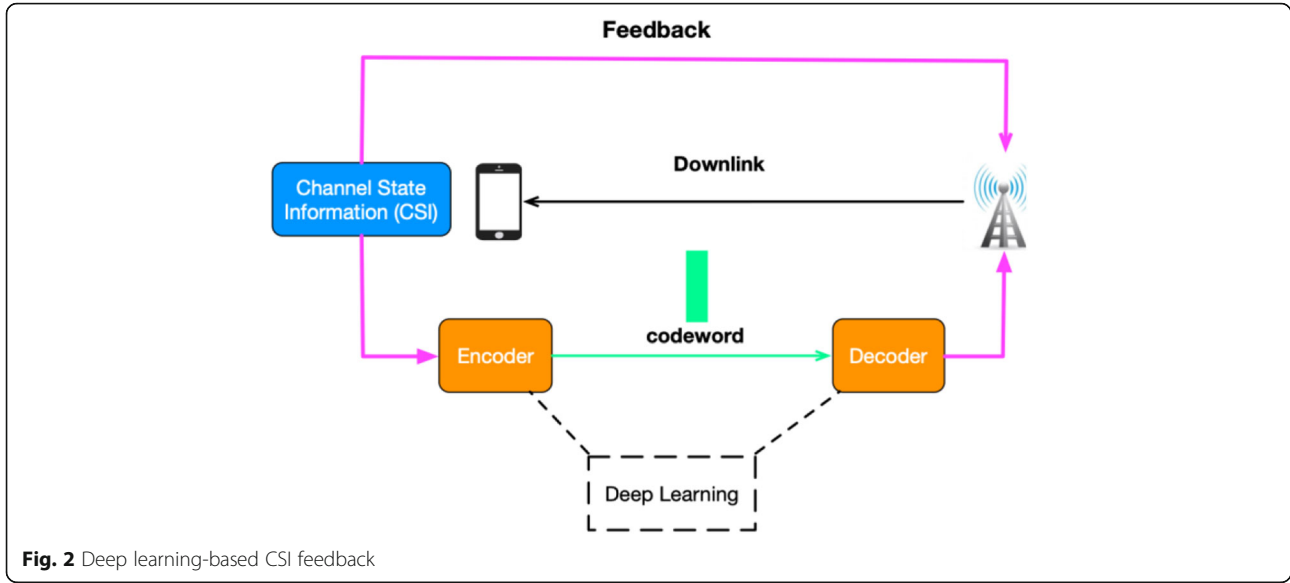 Feedback
Downlink
Channel State
Information (CSI)
codeword
Encoder
Decoder
Deep Learning
Fig. 2 Deep learning-based CSI feedback